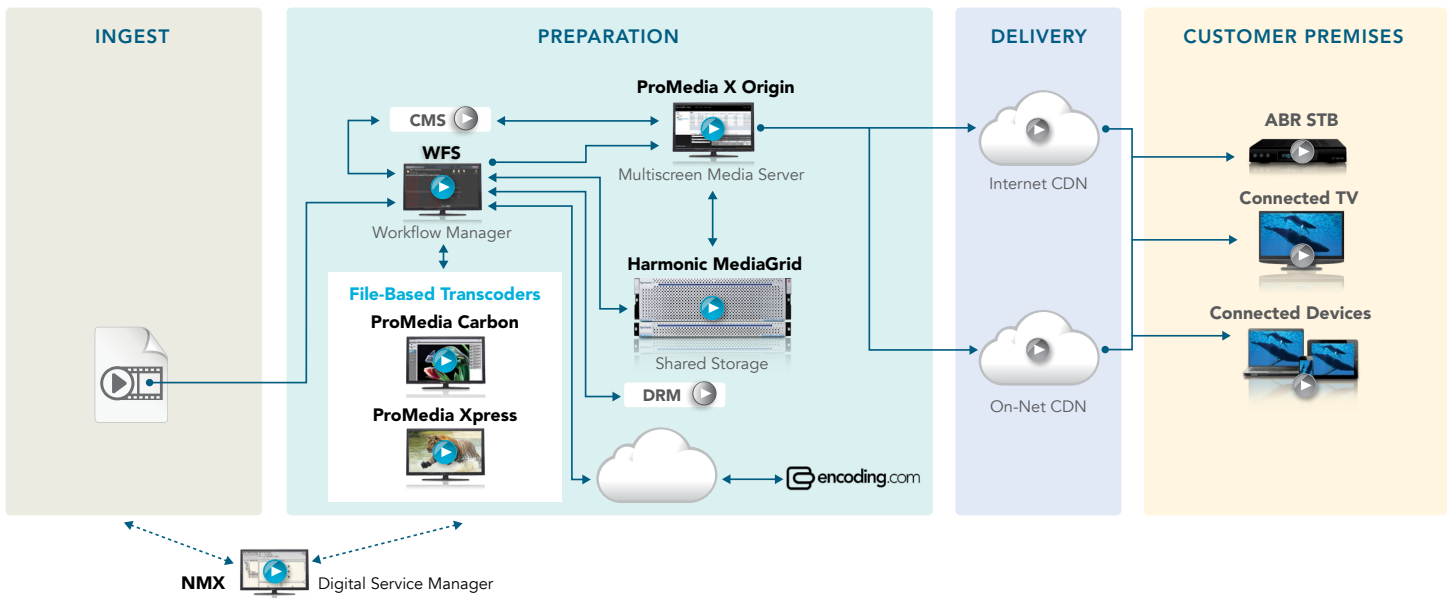 INGEST
PREPARATION
DELIVERY
CUSTOMER PREMISES
ProMedia X Origin
CMS
WFS
Multiscreen Media Server
Workflow Manager
Internet CDN
ABR STB
Connected TV
Harmonic MediaGrid
File-Based Transcoders
ProMedia Carbon
Connected Devices
Shared Storage
DRM
On-Net CDN
ProMedia Xpress
encoding.com
NMX
Digital Service Manager